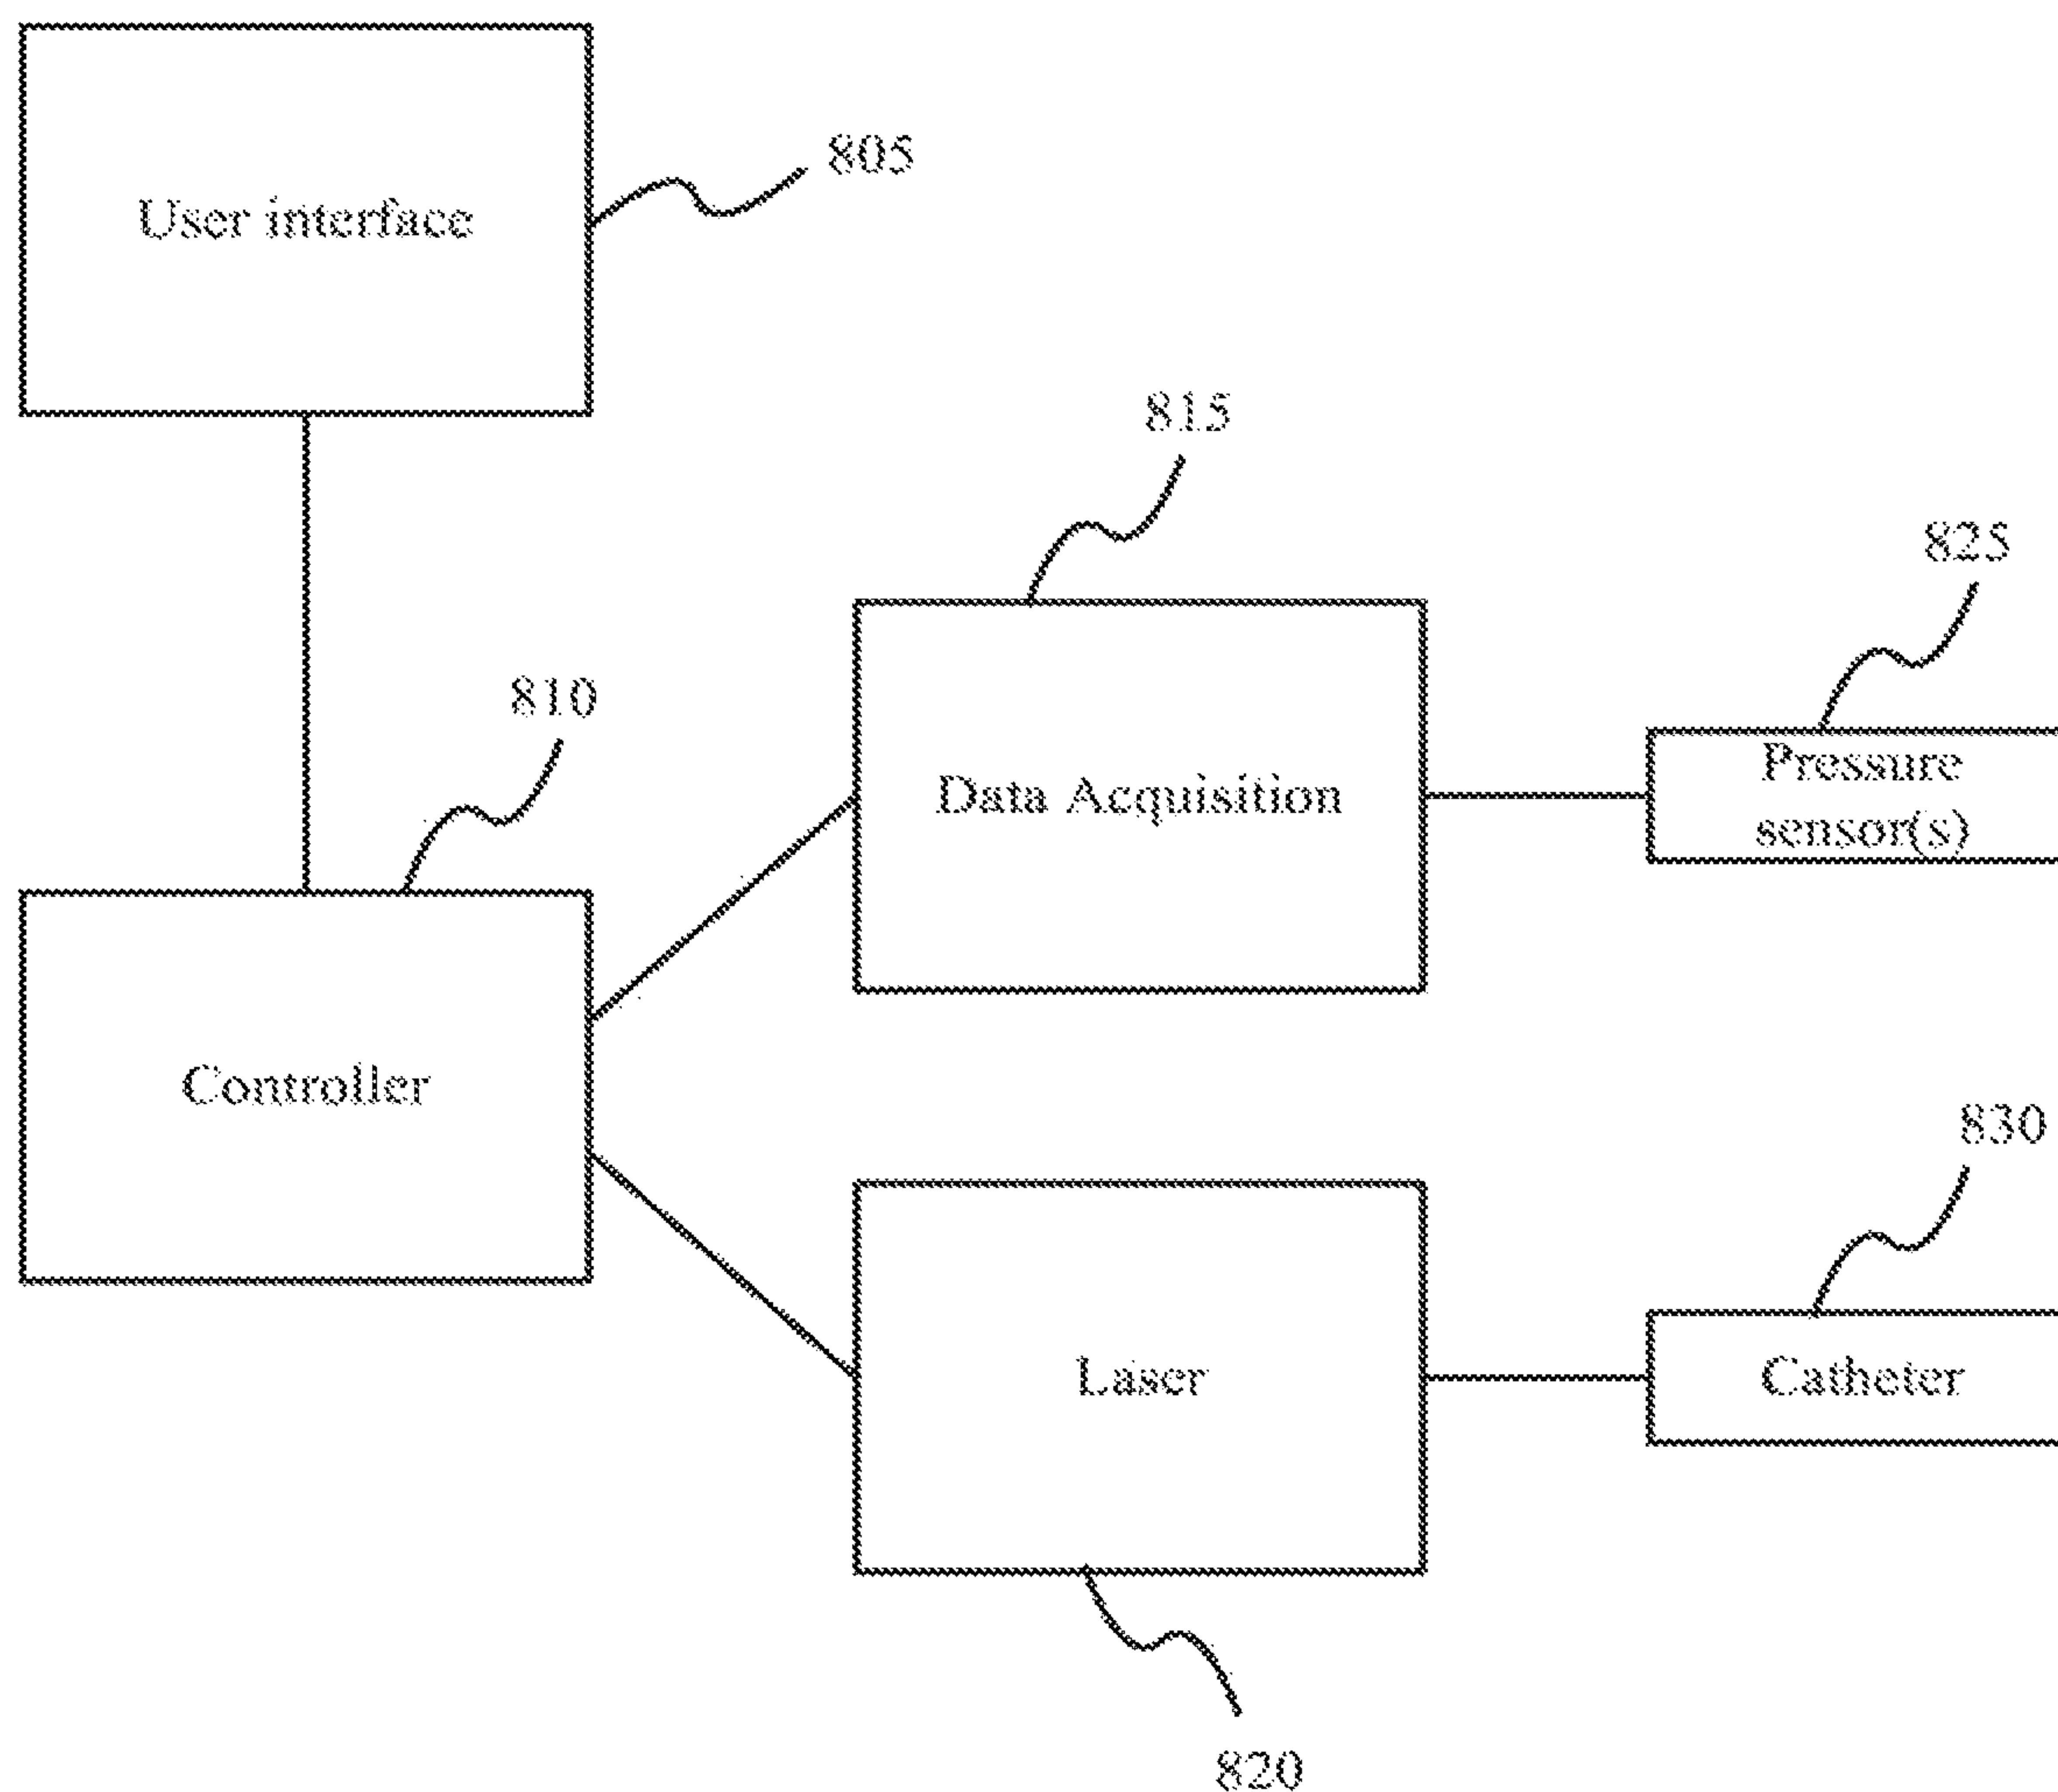 User interface
805
815
825
810
Data Acquisition
Pressure
sensor(s)
Controller
830
Laser
Catheter
820